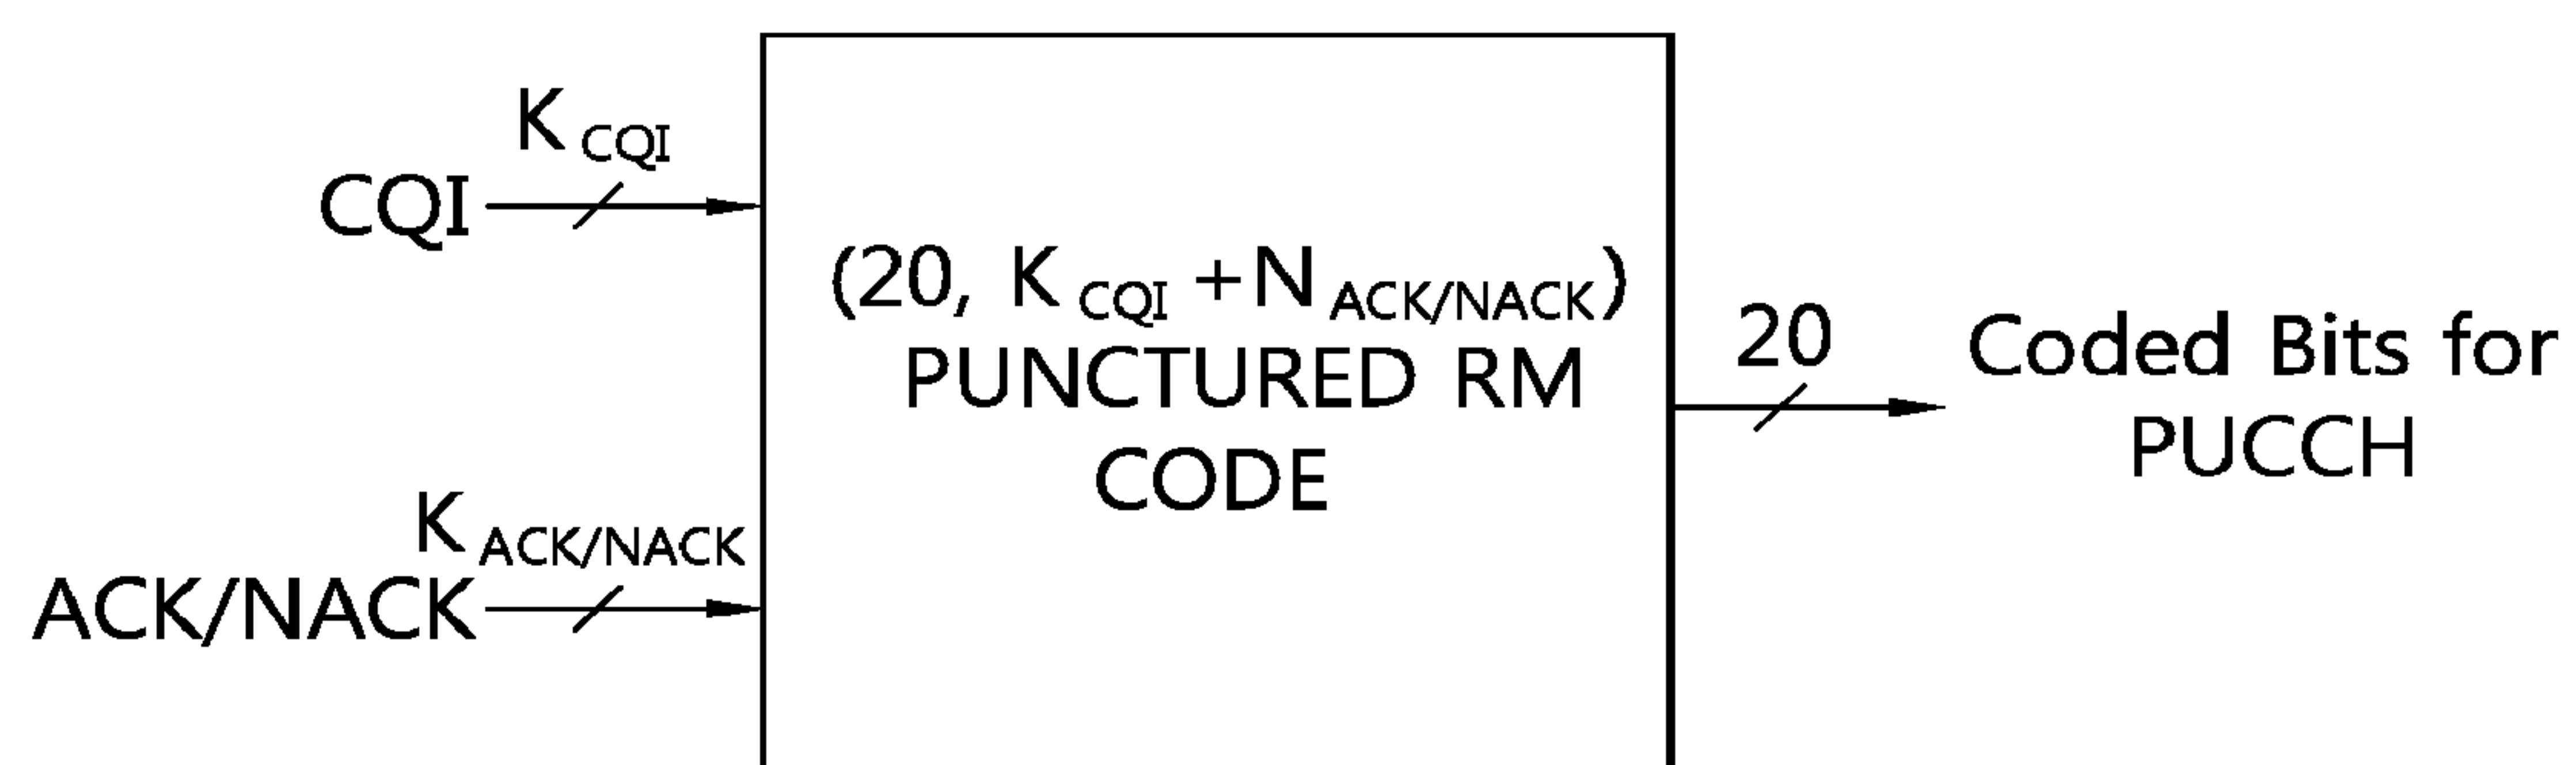 K CQI
CQI
(20, K CQI +N ACK/NACK)
PUNCTURED RM
CODE
20
Coded Bits for
PUCCH
K ACK/NACK
ACK/NACK